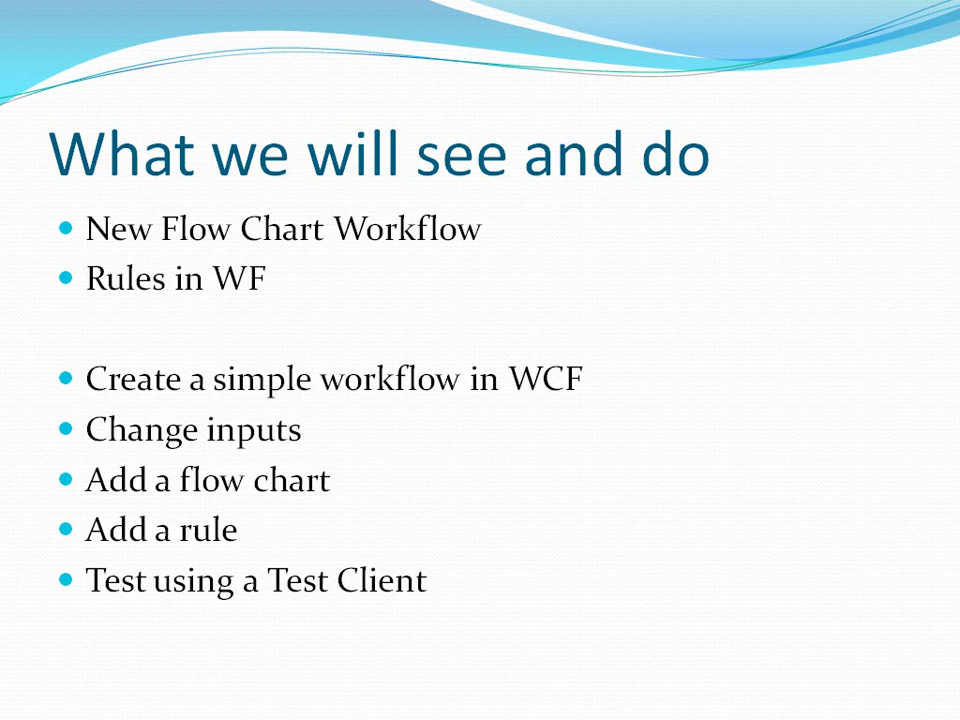 What we will see and do
New Flow Chart Workflow
Rules in WF
Create a simple workflow in WCF
Change inputs
Add a flow chart
Add a rule
Test using a Test Client